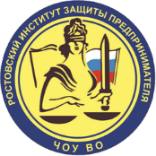 РОСТОВСКИЙ ИНСТИТУТ ЗАЩИТЫ ПРЕДПРИНИМАТЕЛЯ
ЧОУ ВО